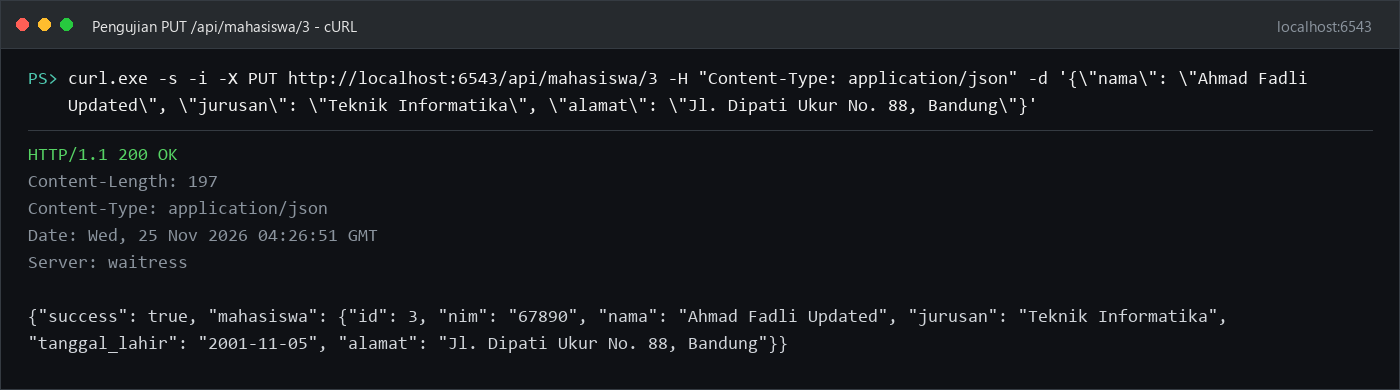 Pengujian PUT /api/mahasiswa/3 - cURL
localhost:6543
PS> curl.exe -s -i -X PUT http://localhost:6543/api/mahasiswa/3 -H "Content-Type: application/json" -d '{\"nama\": \"Ahmad Fadli
Updated\", \"jurusan\": \"Teknik Informatika\", \"alamat\": \"Jl. Dipati Ukur No. 88, Bandung\"}'
HTTP/1.1 200 OK
Content-Length: 197
Content-Type: application/json
Date: Wed, 25 Nov 2026 04:26:51 GMT
Server: waitress
{"success": true, "mahasiswa": {"id": 3, "nim": "67890", "nama": "Ahmad Fadli Updated", "jurusan": "Teknik Informatika",
"tanggal_lahir": "2001-11-05", "alamat": "Jl. Dipati Ukur No. 88, Bandung"}}